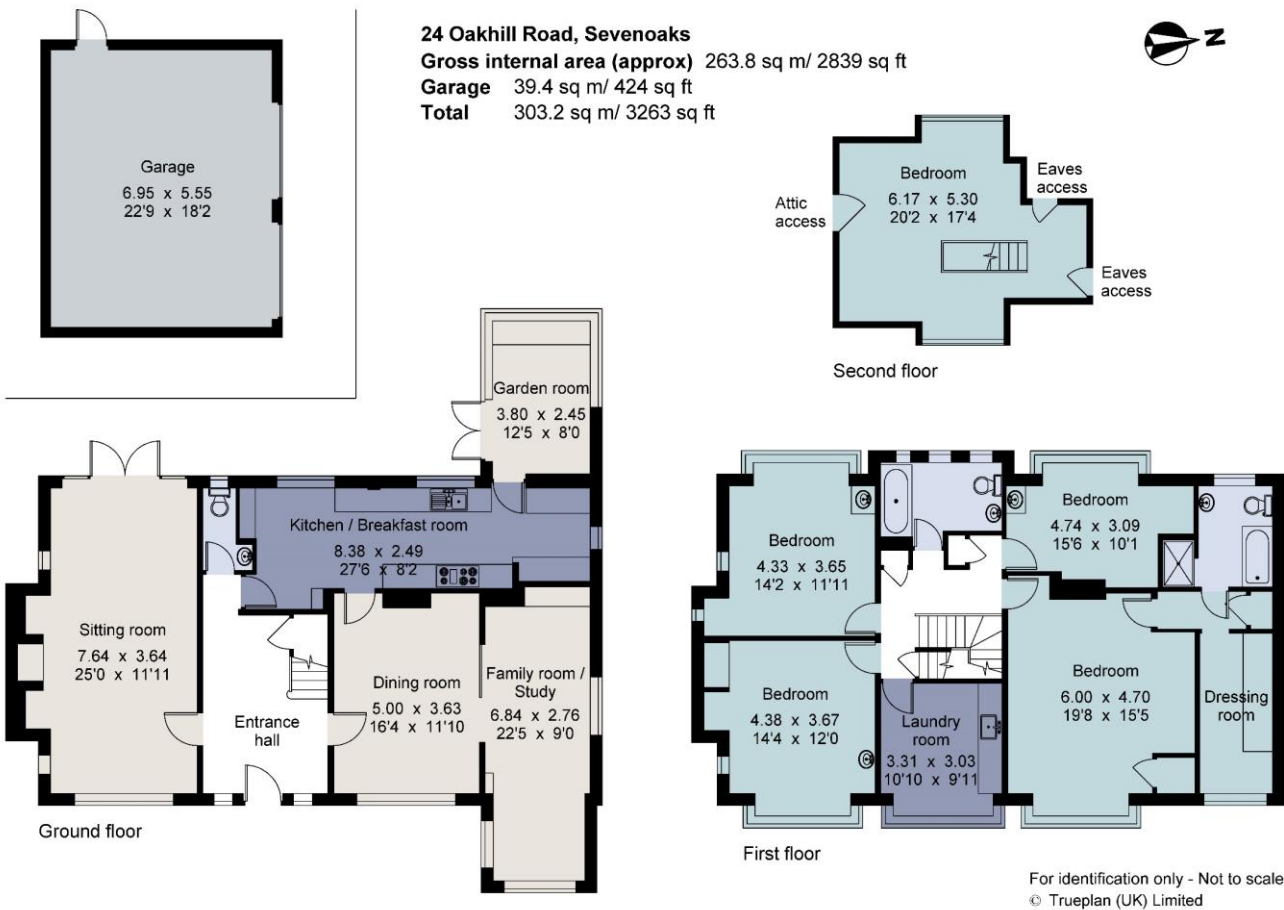 24 Oakhill Road, Sevenoaks
Gross internal area (approx) 263.8 sq m/ 2839 sq ft
Garage 39.4 sq m/ 424 sq ft
Total 303.2 sq m/ 3263 sq ft
N
Garage
6.95 x 5.55
22'9 x 18'2
Bedroom
6.17 x 5.30
20'2 x 17'4
Attic
access
Eaves
access
Eaves
access
Second floor
Garden room
3.80 x 2.45
12'5 x 8'0
Kitchen / Breakfast room
8.38 x 2.49
27'6 x 8'2
Sitting room
7.64 x 3.64
25'0 x 11'11
Entrance
hall
Dining room
5.00 x 3.63
16'4 x 11'10
Family room /
Study
6.84 x 2.76
22'5 x 9'0
Ground floor
Bedroom
4.33 x 3.65
14'2 x 11'11
Bedroom
4.74 x 3.09
15'6 x 10'1
Bedroom
4.38 x 3.67
14'4 x 12'0
Laundry
room
3.31 x 3.03
10'10 x 9'11
Bedroom
6.00 x 4.70
19'8 x 15'5
Dressing
room
First floor
For identification only - Not to scale
© Trueplan (UK) Limited